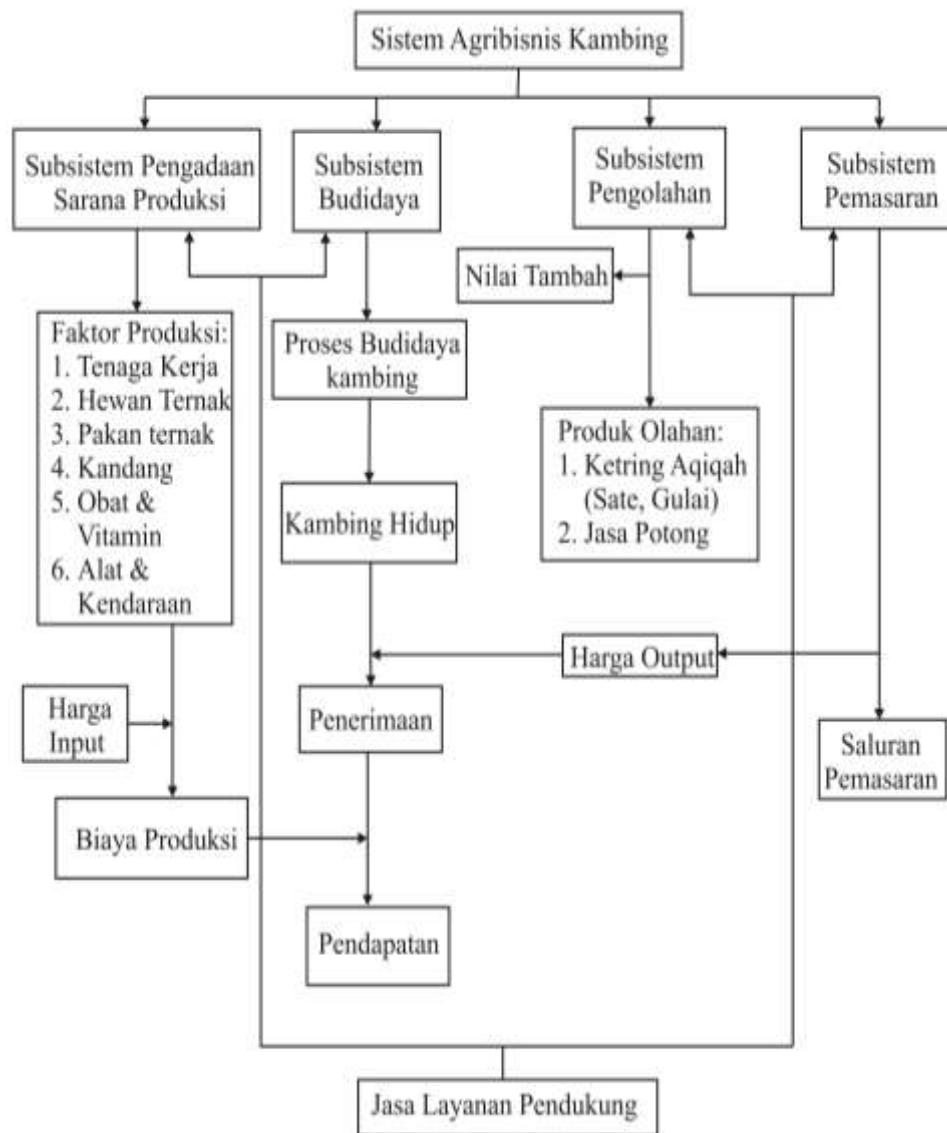 Sistem Agribisnis Kambing
Subsistem Pengadaan
Sarana Produksi
Subsistem
Budidaya
Subsistem
Pengolahan
Subsistem
Pemasaran
Nilai Tambah
Faktor Produksi:
1. Tenaga Kerja
2. Hewan Ternak
3. Pakan ternak
4. Kandang
5. Obat &
Vitamin
6. Alat &
Kendaraan
Proses Budidaya
kambing
Produk Olahan:
1. Ketring Aqiqah
(Sate, Gulai)
2. Jasa Potong
Kambing Hidup
Harga Output
Harga
Input
Penerimaan
Saluran
Pemasaran
Biaya Produksi
Pendapatan
Jasa Layanan Pendukung